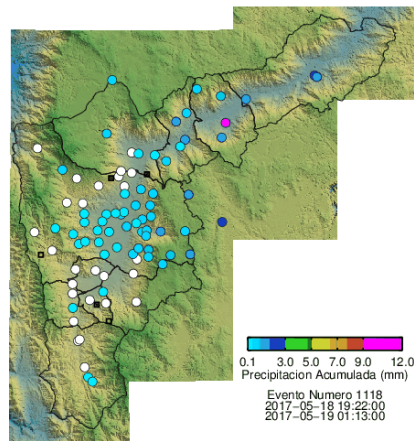 0.1 3.0 5.0 7.0 9.0 12.0
Precipitacion Acumulada (mm)
Evento Numero 1118
2017-05-18 19:22:00
2017-05-19 01:13:00